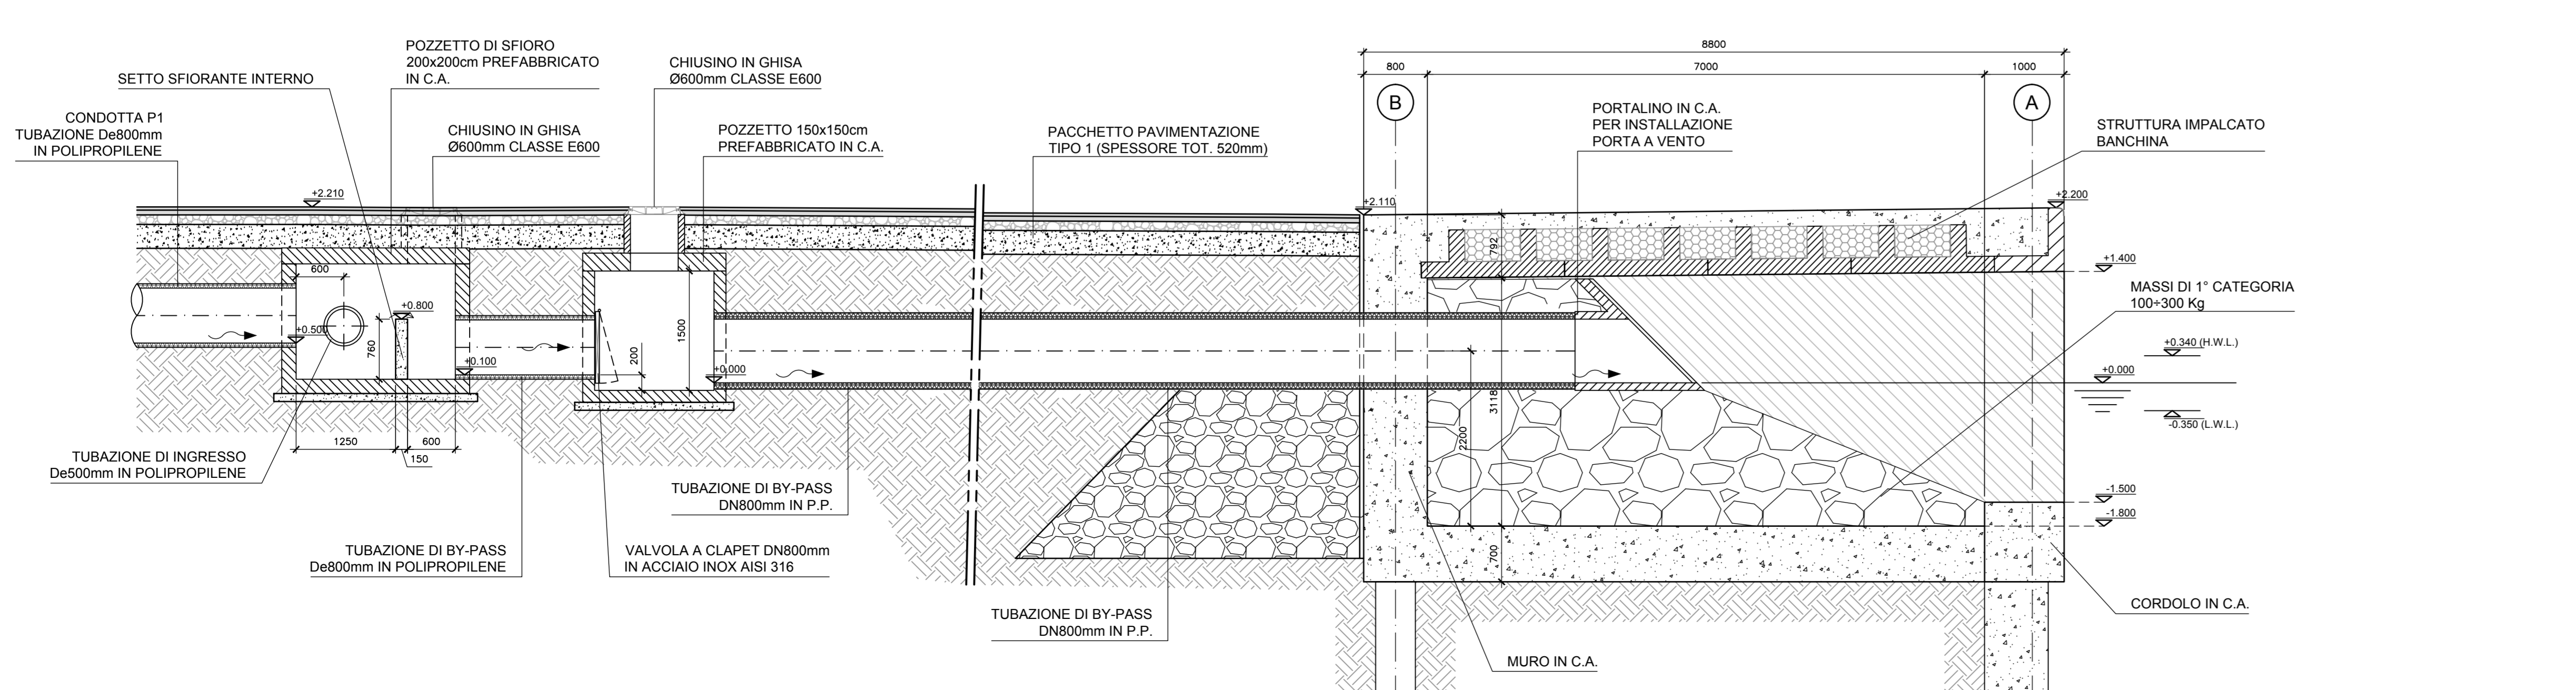 8800
800
7000
1000
B
A
POZZETTO DI SFIORO
200x200cm PREFABBRICATO
IN C.A.
SETTO SFIORANTE INTERNO
CHIUSINO IN GHISA
Ø600mm CLASSE E600
CONDOTTA P1
TUBAZIONE De800mm
IN POLIPROPILENE
CHIUSINO IN GHISA
Ø600mm CLASSE E600
POZZETTO 150x150cm
PREFABBRICATO IN C.A.
PACCHETTO PAVIMENTAZIONE
TIPO 1 (SPESSORE TOT. 520mm)
PORTALINO IN C.A.
PER INSTALLAZIONE
PORTA A VENTO
STRUTTURA IMPALCATO
BANCHINA
+2.210
+2.110
+2.200
792
600
+1.400
MASSI DI 1° CATEGORIA
100÷300 Kg
+0.800
+0.500
760
+0.100
200
1500
+0.000
+0.340 (H.W.L.)
+0.000
-0.350 (L.W.L.)
3118
2200
1250
600
150
TUBAZIONE DI INGRESSO
De500mm IN POLIPROPILENE
TUBAZIONE DI BY-PASS
DN800mm IN P.P.
-1.500
-1.800
700
TUBAZIONE DI BY-PASS
De800mm IN POLIPROPILENE
VALVOLA A CLAPET DN800mm
IN ACCIAIO INOX AISI 316
TUBAZIONE DI BY-PASS
DN800mm IN P.P.
CORDOLO IN C.A.
MURO IN C.A.